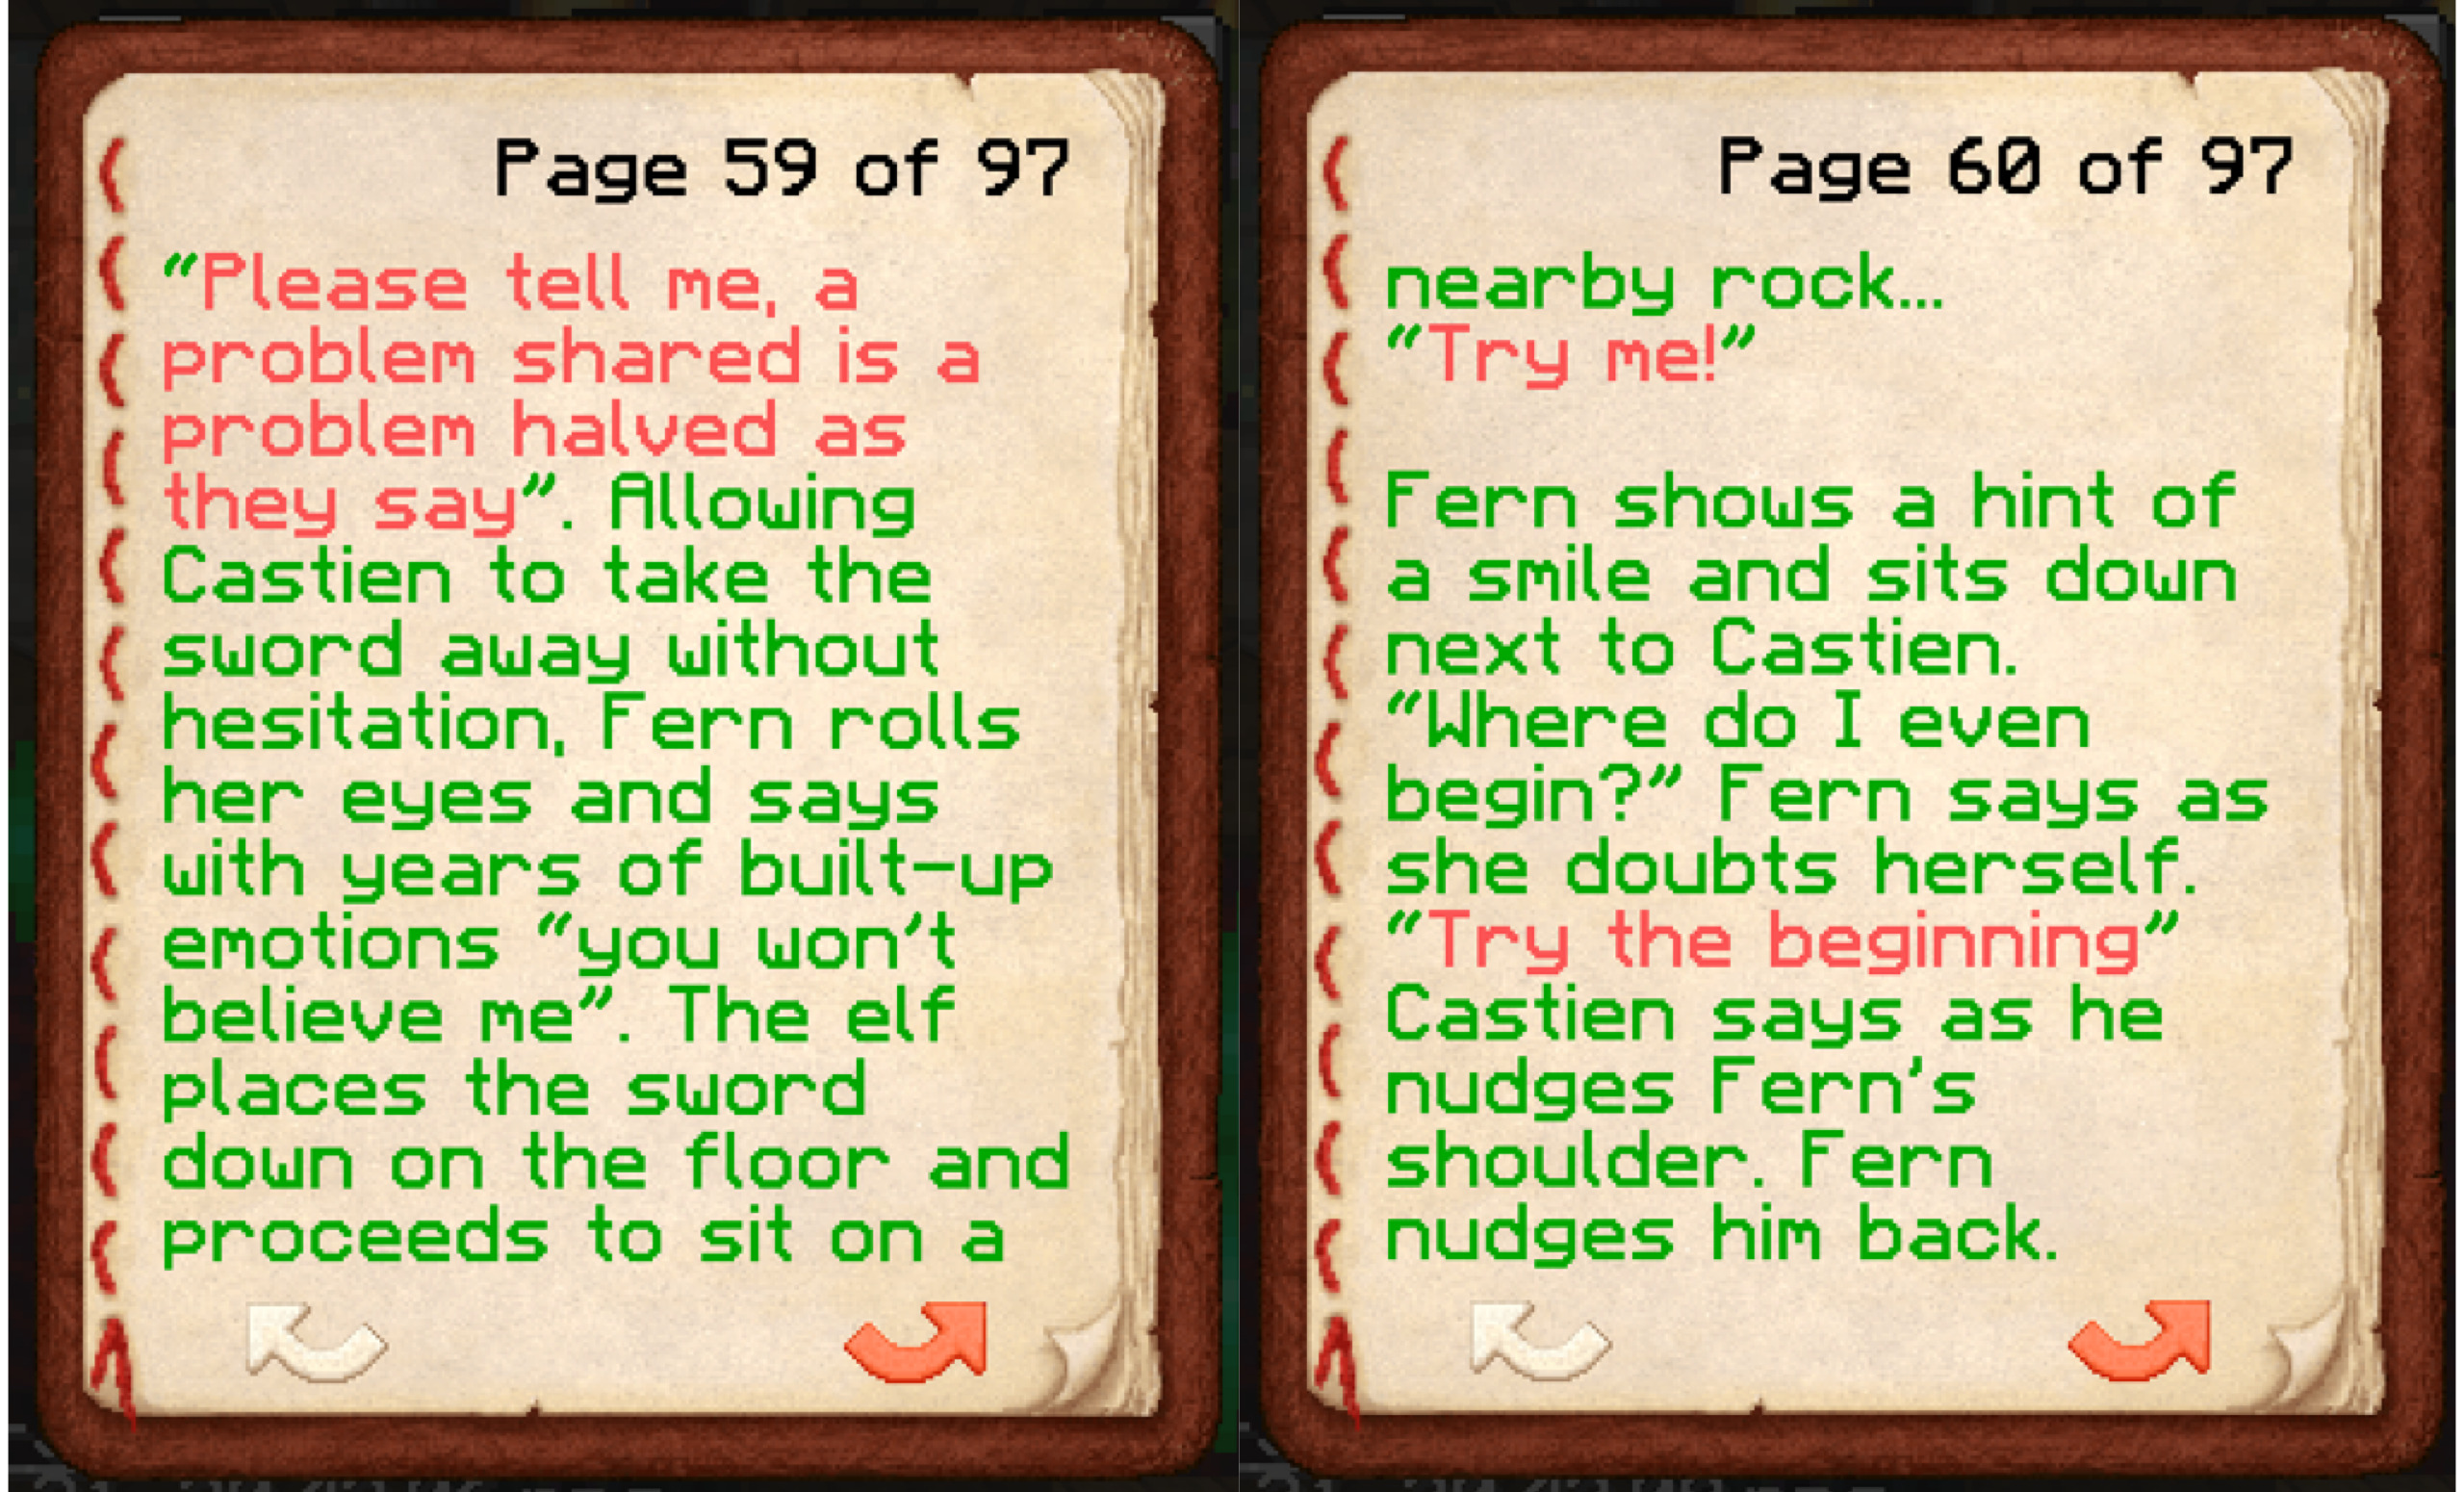 Page 59 of 97
“Please tell me, a
problem shared is a
problem halved as
they say”. Allowing
Castien to take the
sword away without
hesitation, Fern rolls
her eyes and says
with years of built-up
emotions “you won't
believe me”. The elf
places the sword
down on the floor and
proceeds to sit on a
Page 60 of 97
nearby rock...
“Try me!”
Fern shows a hint of
a smile and sits down
next to Castien.
“Where do I even
begin?” Fern says as
she doubts herself.
“Try the beginning”
Castien says as he
nudges Fern's
shoulder. Fern
nudges him back.